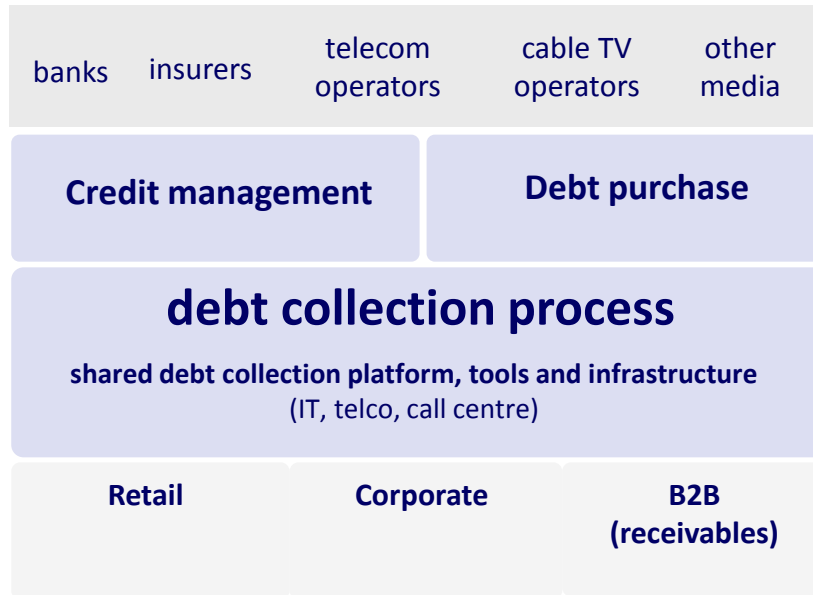 banks
insurers
telecom
operators
cable TV
operators
other
media
Credit management
Debt purchase
debt collection process
shared debt collection platform, tools and infrastructure
(IT, telco, call centre)
Retail
Corporate
B2B
(receivables)